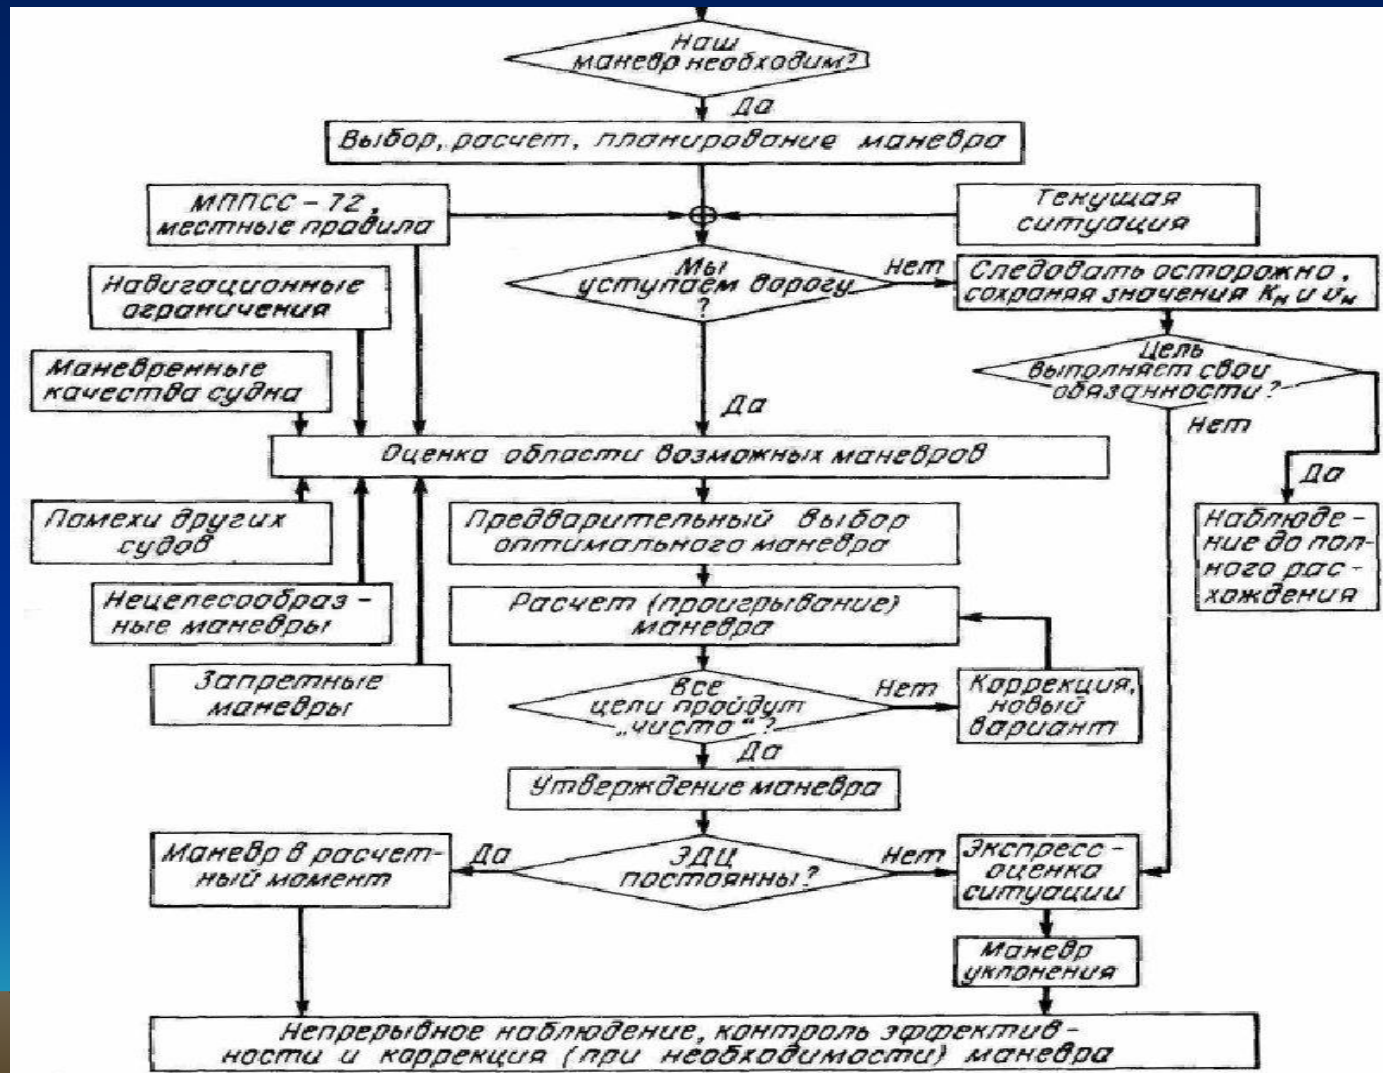 Наш
маневр необходим?
Да
Выбор, расчет, планирование маневра
МППСС - 72,
местные правила
Текущая
ситуация
Мы
уступаем дорогу
?
Нет
Следовать осторожно,
сохраняя значения Kн и vн
Навигационные
ограничения
Маневренные
качества судна
Цель
выполняет свои
обязанности?
Да
Нет
Оценка области возможных маневров
Да
Помехи других
судов
Предварительный выбор
оптимального маневра
Наблюде-
ние до пол-
ного рас-
хождения
Нецелесообраз-
ные маневры
Расчет (проигрывание)
маневра
Запретные
маневры
Все
цели пройдут
„чисто“?
Нет
Коррекция,
новый
вариант
Да
Утверждение маневра
Маневр в расчет-
ный момент
Да
ЭДЦ
постоянны?
Нет
Экспресс-
оценка
ситуации
Маневр
уклонения
Непрерывное наблюдение, контроль эффектив-
ности и коррекция (при необходимости) маневра